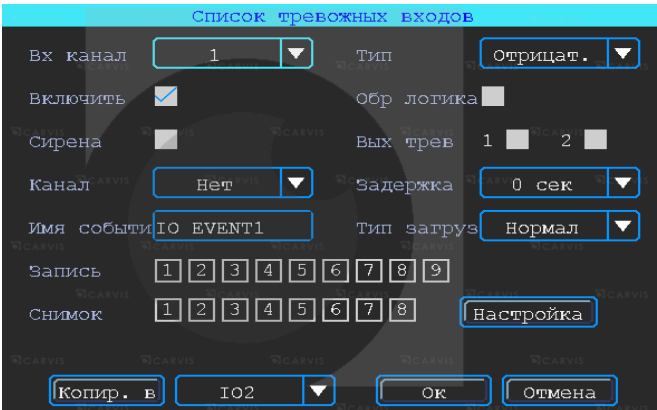 Список тревожных входов
Вх канал 1 Тип Отрицат.
Включить Обр логика
Сирена Вых трев 1 2
Канал Нет Задержка 0 сек
Имя событи IO EVENT1 Тип загруз Нормал
Запись 1 2 3 4 5 6 7 8 9
Снимок 1 2 3 4 5 6 7 8 Настройка
Копир. в IO2 Ок Отмена
CARVIS